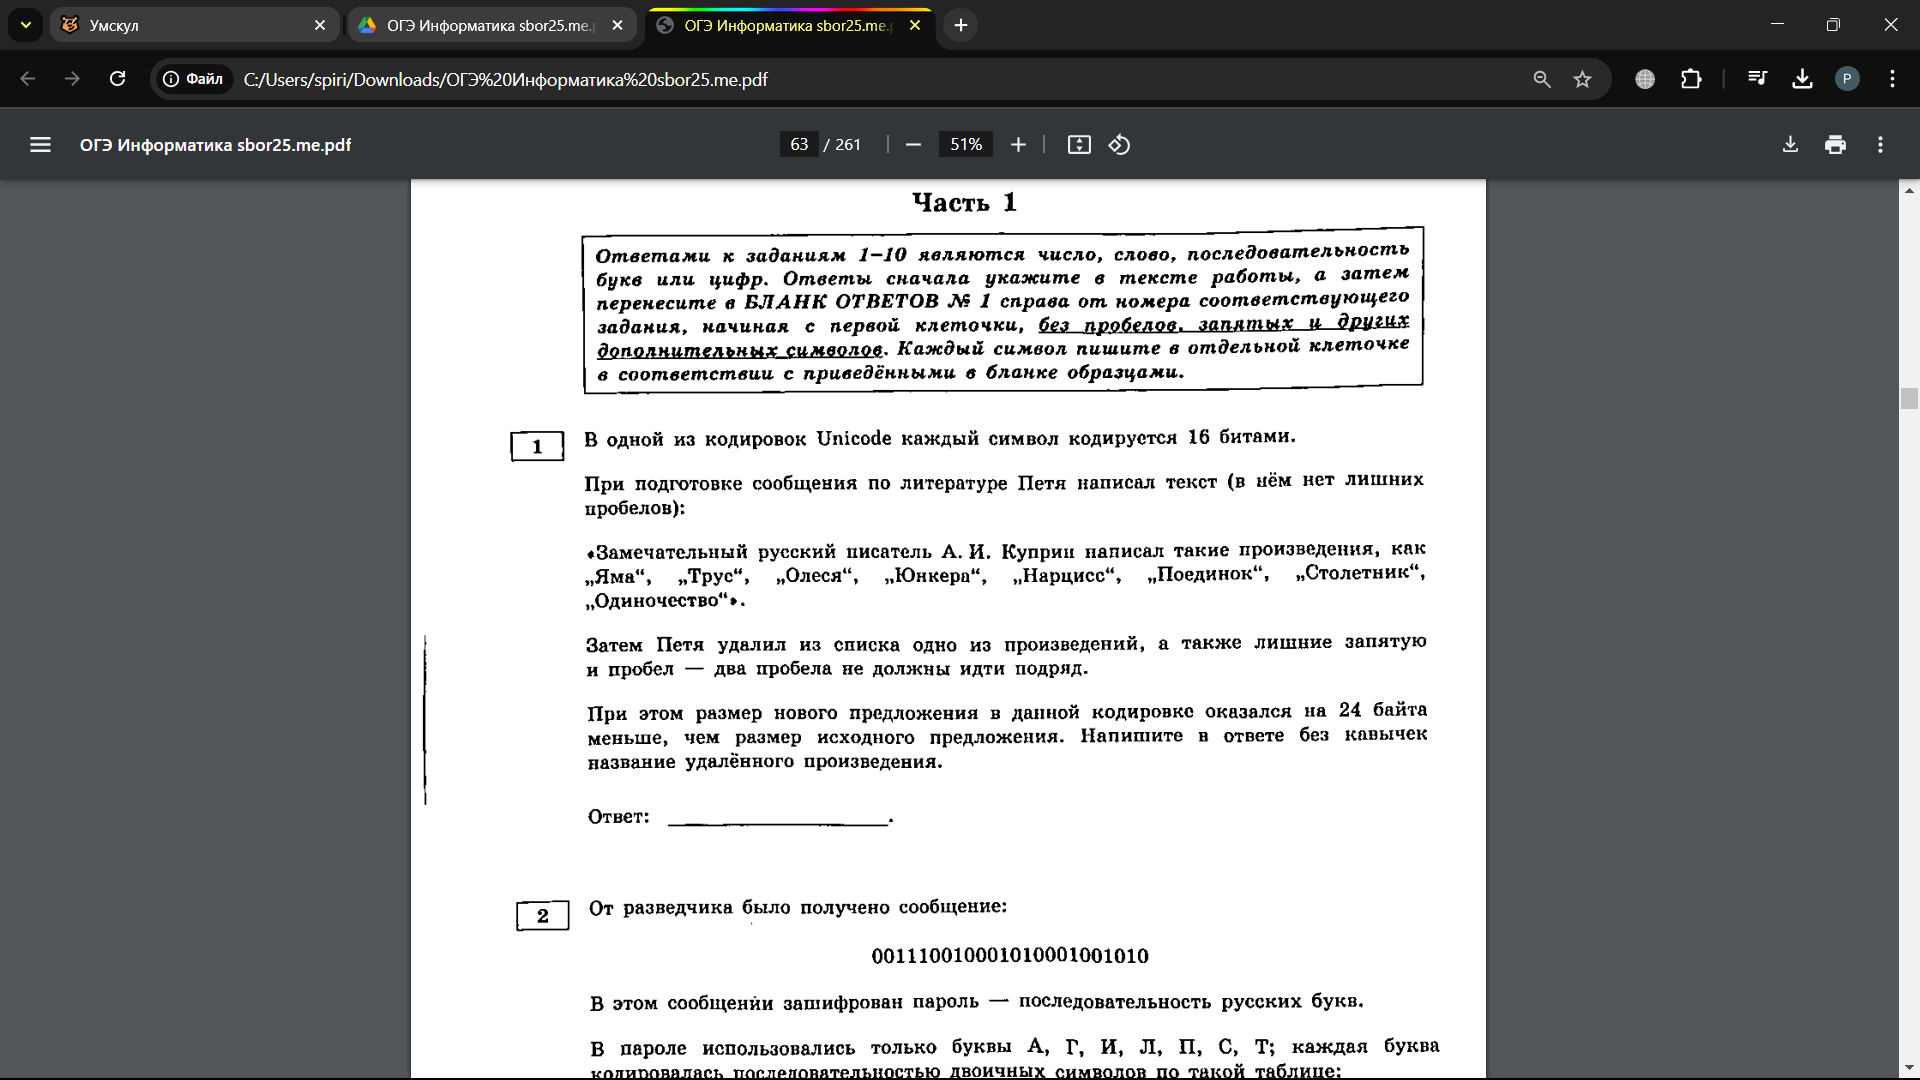 Умскул
ОГЭ Информатика sbor25.me.
ОГЭ Информатика sbor25.me.
Файл
C:/Users/spiri/Downloads/ОГЭ%20Информатика%20sbor25.me.pdf
P
ОГЭ Информатика sbor25.me.pdf
63 / 261
51%
Часть 1
Ответами к заданиям 1–10 являются число, слово, последовательность
букв или цифр. Ответы сначала укажите в тексте работы, а затем
перенесите в БЛАНК ОТВЕТОВ № 1 справа от номера соответствующего
задания, начиная с первой клеточки, без пробелов, запятых и других
дополнительных символов. Каждый символ пишите в отдельной клеточке
в соответствии с приведёнными в бланке образцами.
1
В одной из кодировок Unicode каждый символ кодируется 16 битами.
При подготовке сообщения по литературе Петя написал текст (в нём нет лишних
пробелов):
«Замечательный русский писатель А. И. Куприн написал такие произведения, как
„Яма“, „Трус“, „Олеся“, „Юнкера“, „Нарцисс“, „Поединок“, „Столетник“,
„Одиночество“».
Затем Петя удалил из списка одно из произведений, а также лишние запятую
и пробел — два пробела не должны идти подряд.
При этом размер нового предложения в данной кодировке оказался на 24 байта
меньше, чем размер исходного предложения. Напишите в ответе без кавычек
название удалённого произведения.
Ответ: ____________________.
2
От разведчика было получено сообщение:
001110010001010001001010
В этом сообщении зашифрован пароль — последовательность русских букв.
В пароле использовались только буквы А, Г, И, Л, П, С, Т; каждая буква
кодировалась последовательностью двоичных символов по такой таблице: